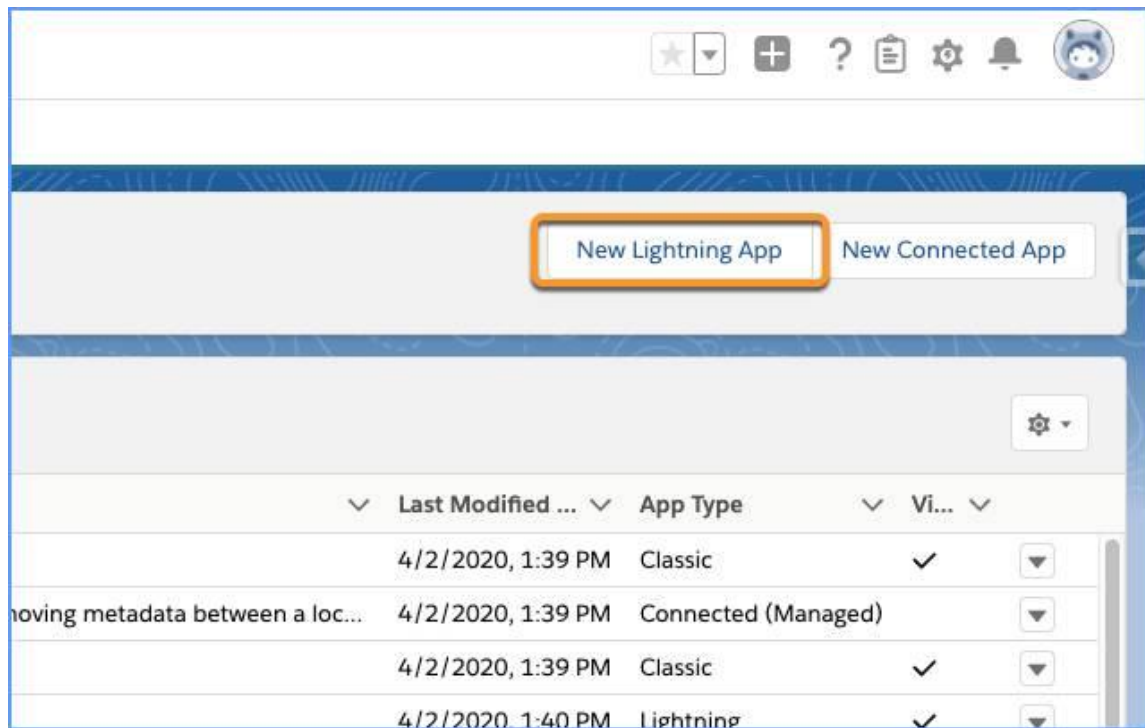 New Lightning App New Connected App
Last Modified ... App Type Vi...
4/2/2020, 1:39 PM Classic
noving metadata between a loc... 4/2/2020, 1:39 PM Connected (Managed)
4/2/2020, 1:39 PM Classic
4/2/2020, 1:40 PM Lightning